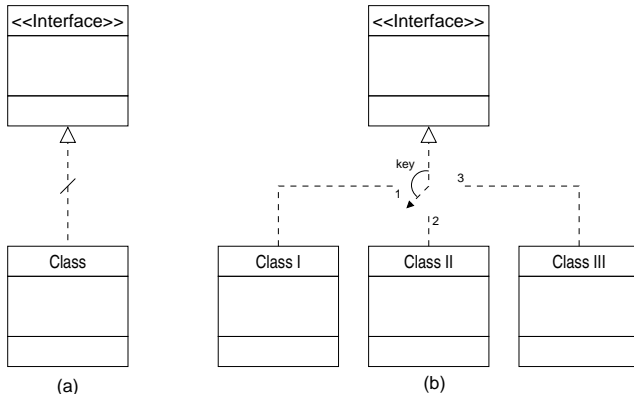 <<Interface>>
<<Interface>>
key
1
3
2
Class
Class I
Class II
Class III
(a)
(b)